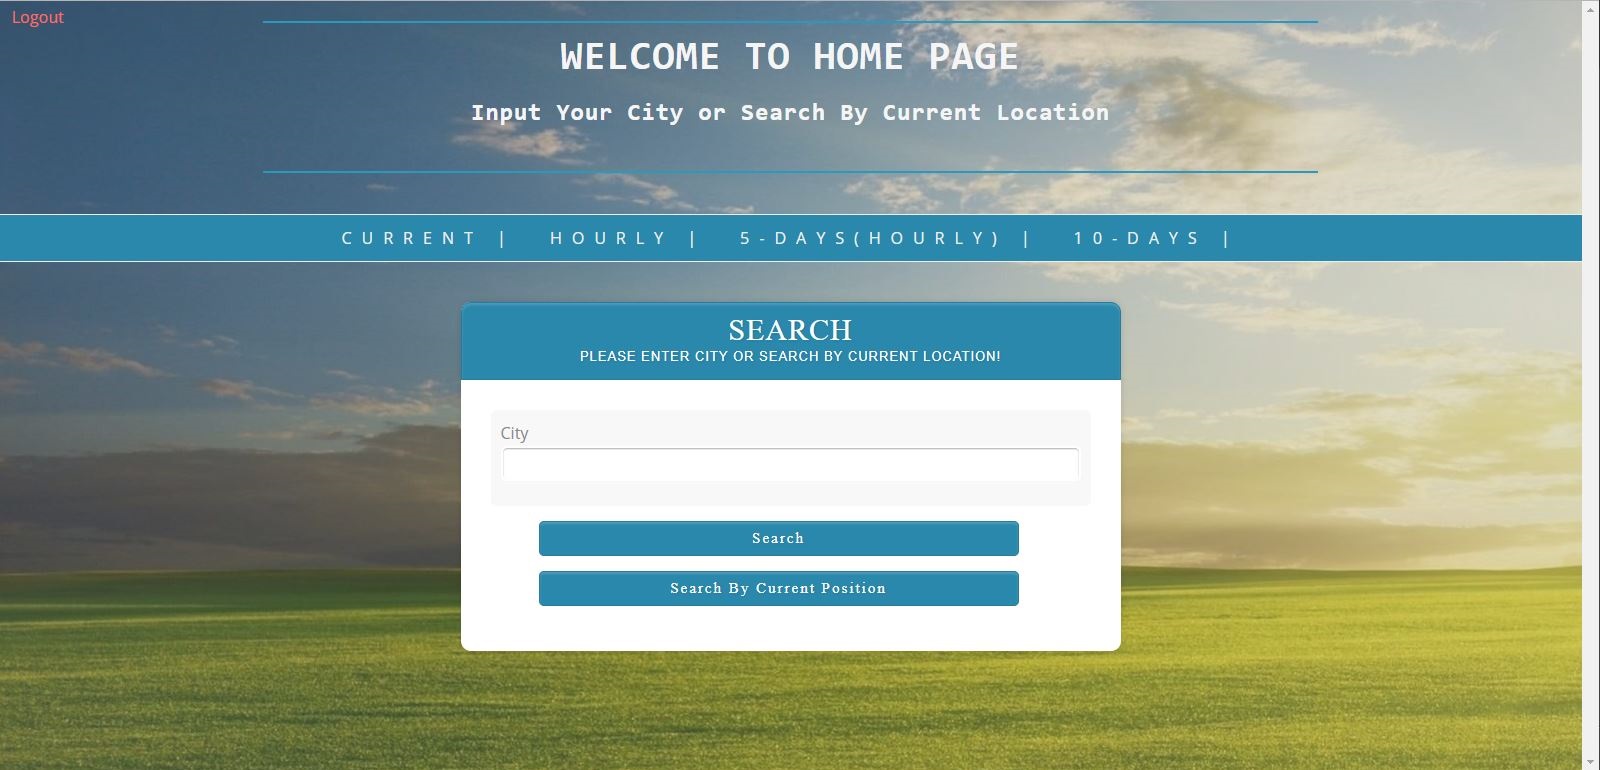 Logout
WELCOME TO HOME PAGE
Input Your City or Search By Current Location
CURRENT | HOURLY | 5-DAYS(HOURLY) | 10-DAYS |
SEARCH
PLEASE ENTER CITY OR SEARCH BY CURRENT LOCATION!
City
Search
Search By Current Position